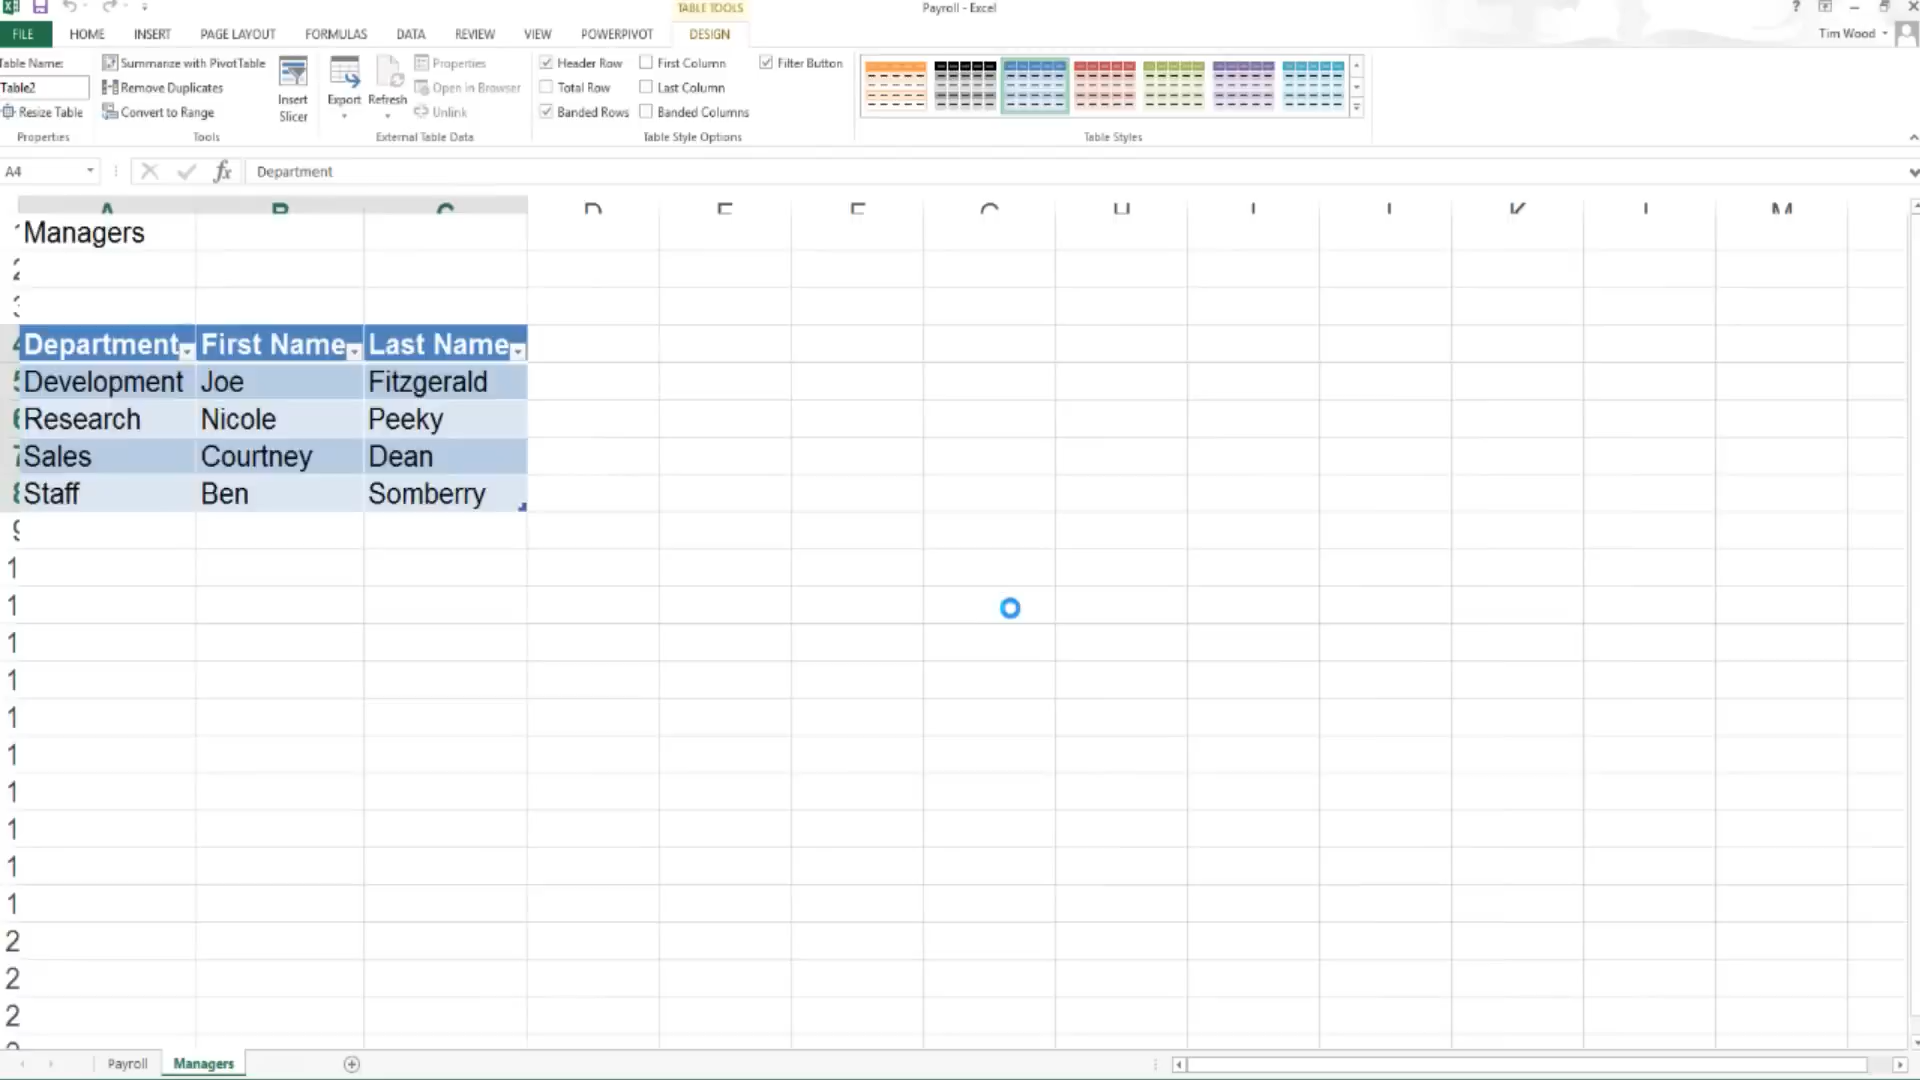 TABLE TOOLS
Payroll - Excel
?
FILE HOME INSERT PAGE LAYOUT FORMULAS DATA REVIEW VIEW POWERPIVOT DESIGN
Tim Wood
Table Name:
Table2
Resize Table
Properties
Summarize with PivotTable
Remove Duplicates
Convert to Range
Tools
Insert
Slicer
Export
Refresh
Properties
Open in Browser
Unlink
External Table Data
Header Row
Total Row
Banded Rows
First Column
Last Column
Banded Columns
Filter Button
Table Style Options
Table Styles
A4
fx
Department
Managers
Department First Name Last Name
Development Joe Fitzgerald
Research Nicole Peeky
Sales Courtney Dean
Staff Ben Somberry
Payroll Managers